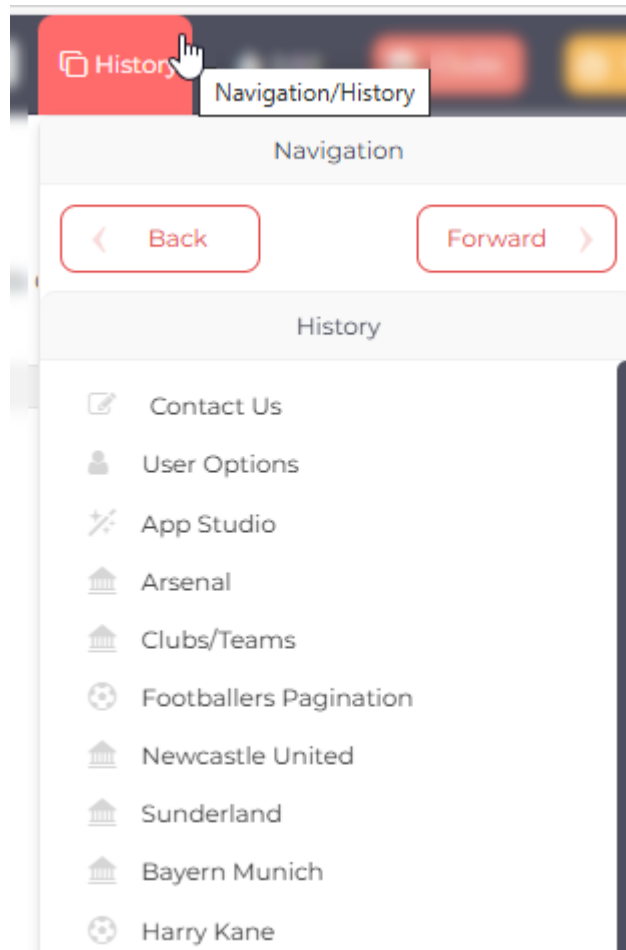 History
Navigation/History
Navigation
Back
Forward
History
Contact Us
User Options
App Studio
Arsenal
Clubs/Teams
Footballers Pagination
Newcastle United
Sunderland
Bayern Munich
Harry Kane